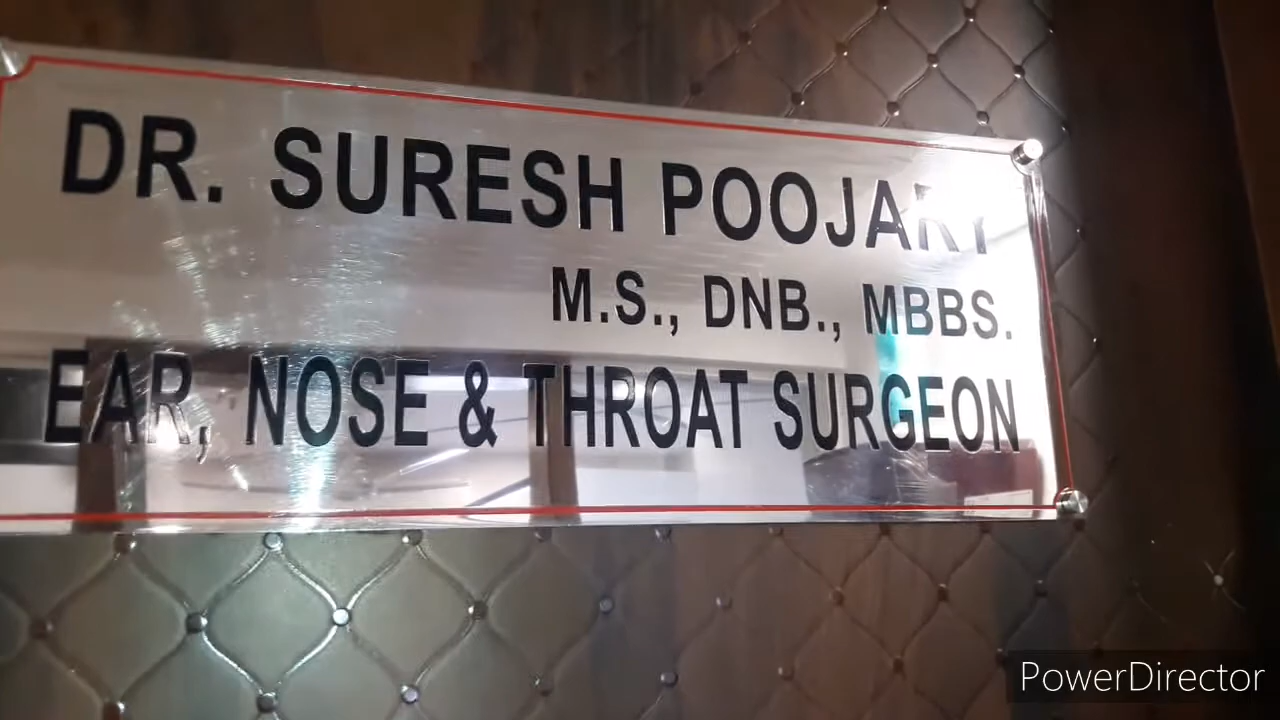 DR. SURESH POOJARY
M.S., DNB., MBBS.
EAR, NOSE & THROAT SURGEON
PowerDirector